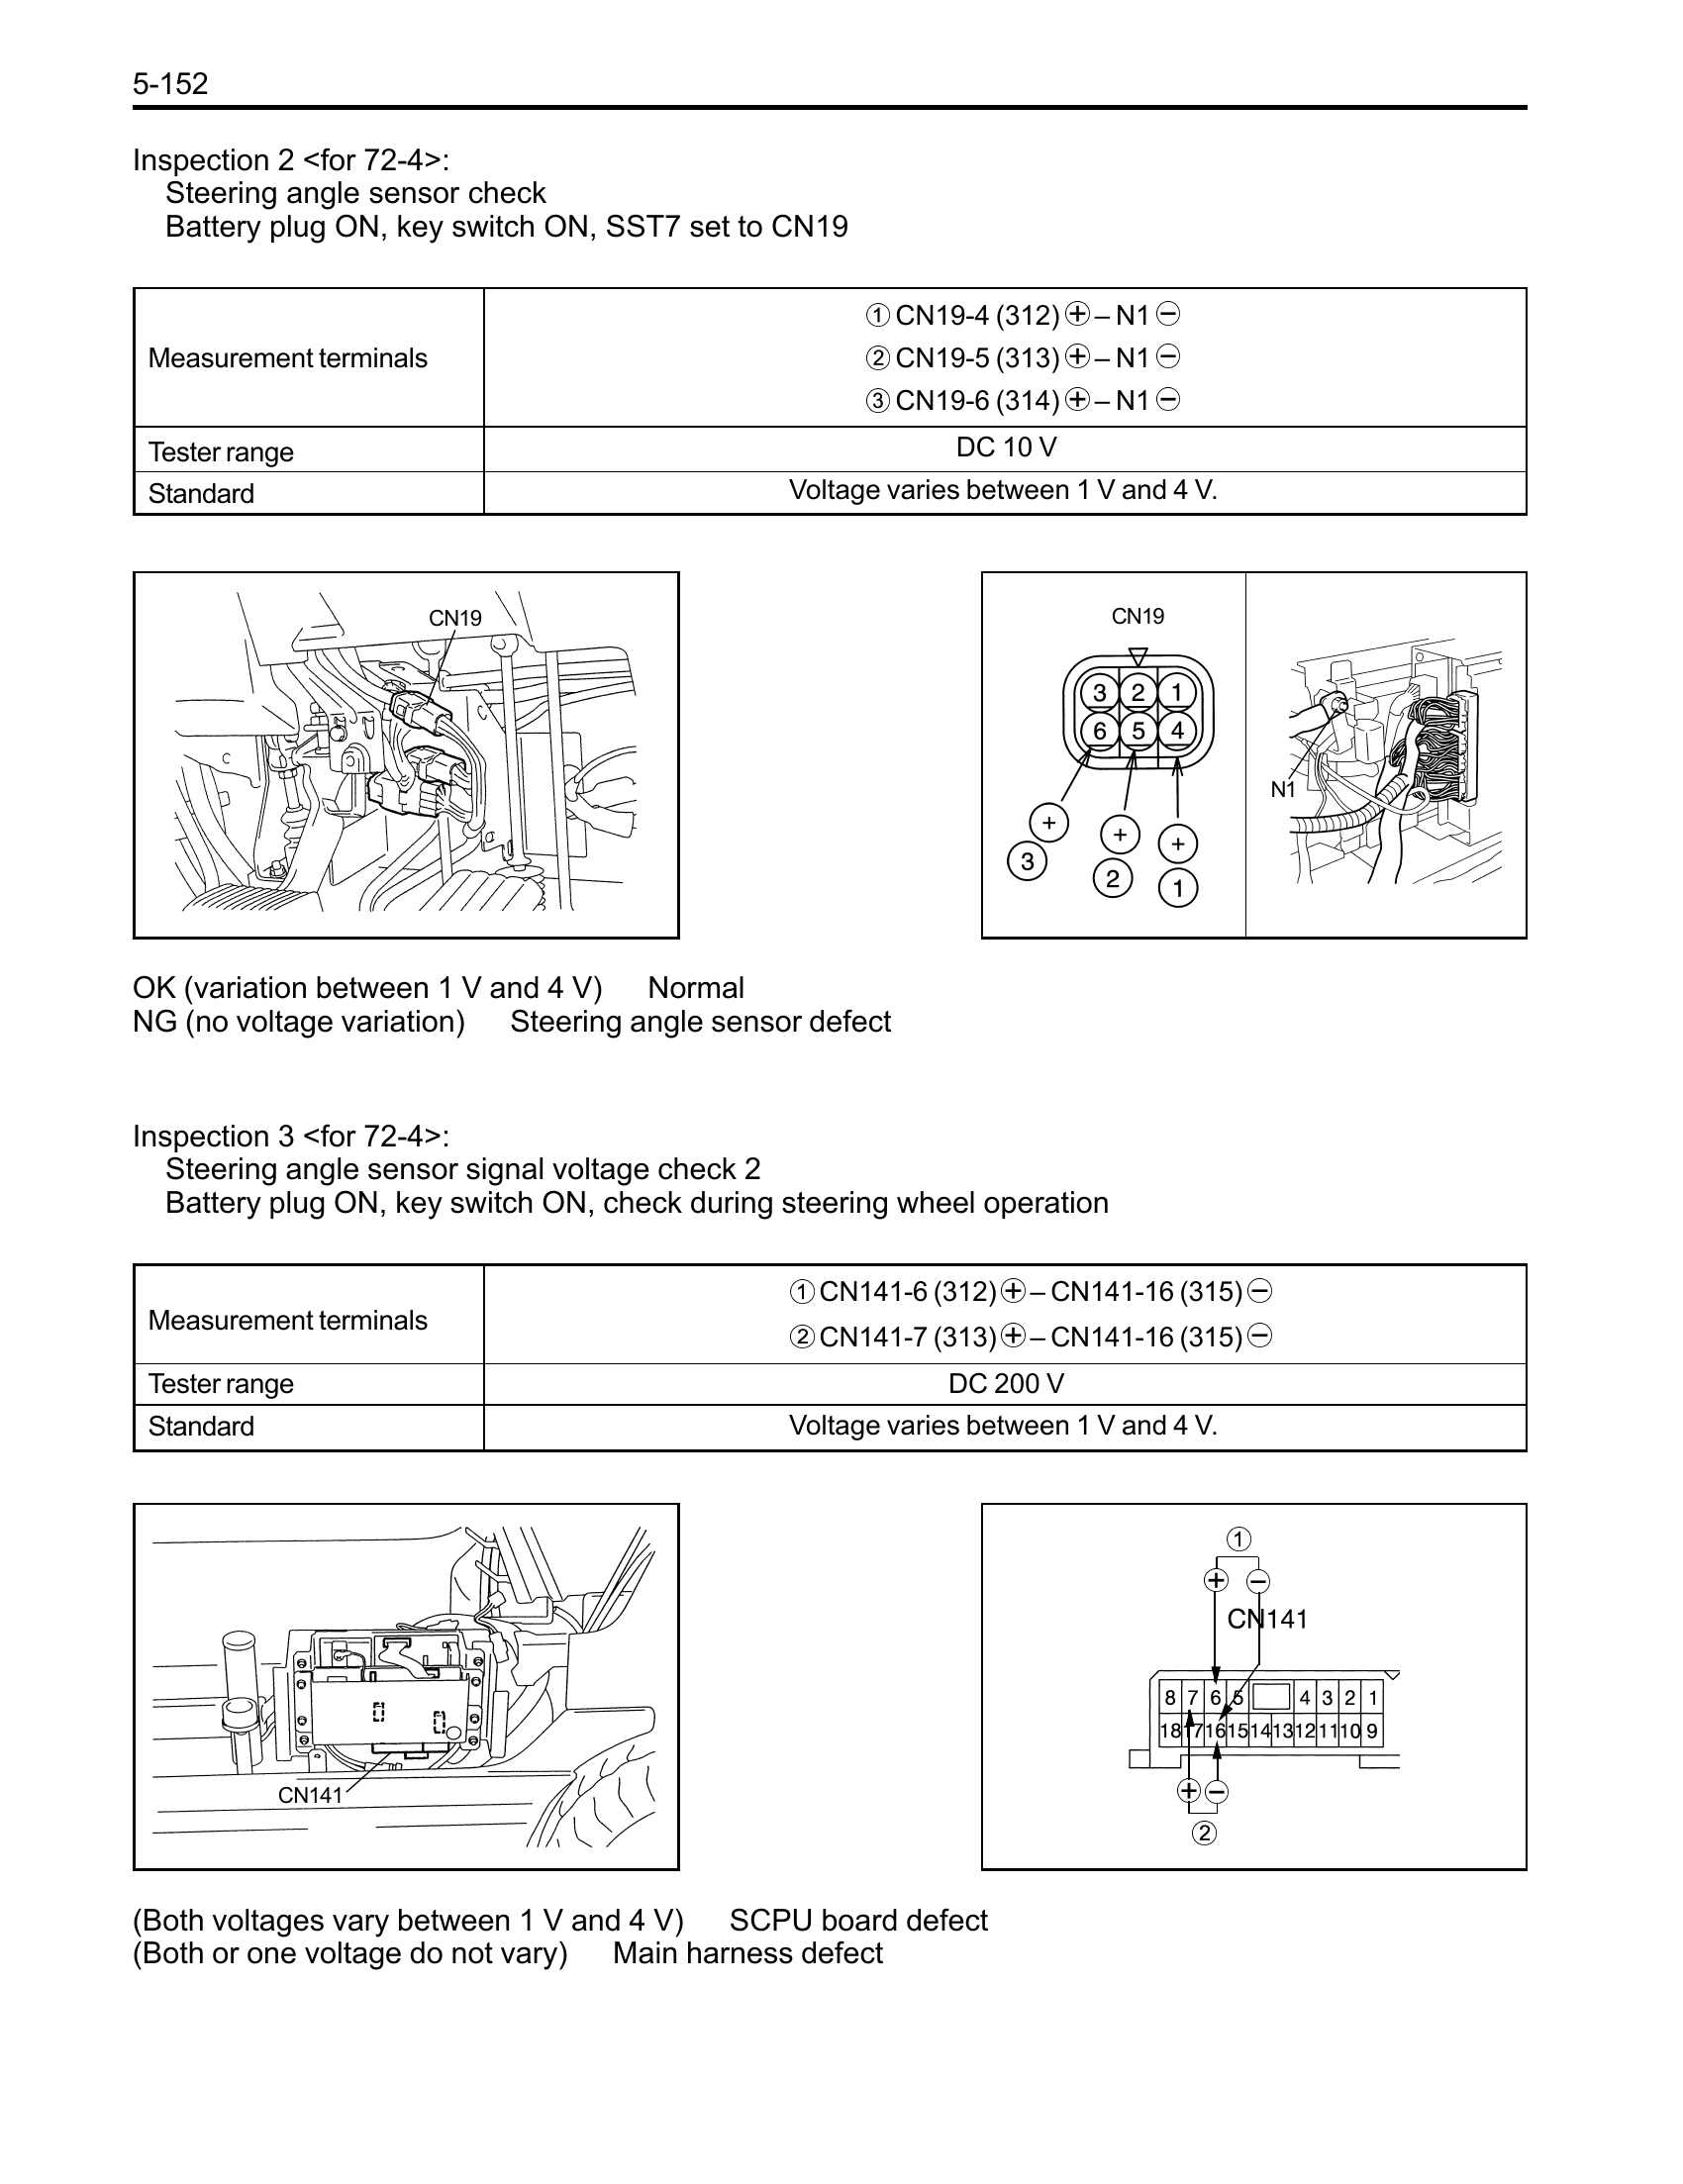 5-152
Inspection 2 <for 72-4>:
Steering angle sensor check
Battery plug ON, key switch ON, SST7 set to CN19
Measurement terminals
① CN19-4 (312) ⊕ – N1 ⊖
② CN19-5 (313) ⊕ – N1 ⊖
③ CN19-6 (314) ⊕ – N1 ⊖
Tester range
DC 10 V
Standard
Voltage varies between 1 V and 4 V.
CN19
CN19
3 2 1
6 5 4
+ + +
3 2 1
N1
OK (variation between 1 V and 4 V) Normal
NG (no voltage variation) Steering angle sensor defect
Inspection 3 <for 72-4>:
Steering angle sensor signal voltage check 2
Battery plug ON, key switch ON, check during steering wheel operation
Measurement terminals
① CN141-6 (312) ⊕ – CN141-16 (315) ⊖
② CN141-7 (313) ⊕ – CN141-16 (315) ⊖
Tester range
DC 200 V
Standard
Voltage varies between 1 V and 4 V.
CN141
①
⊕ ⊖
CN141
8 7 6 5 4 3 2 1
18 17 16 15 14 13 12 11 10 9
⊕ ⊖
②
(Both voltages vary between 1 V and 4 V) SCPU board defect
(Both or one voltage do not vary) Main harness defect